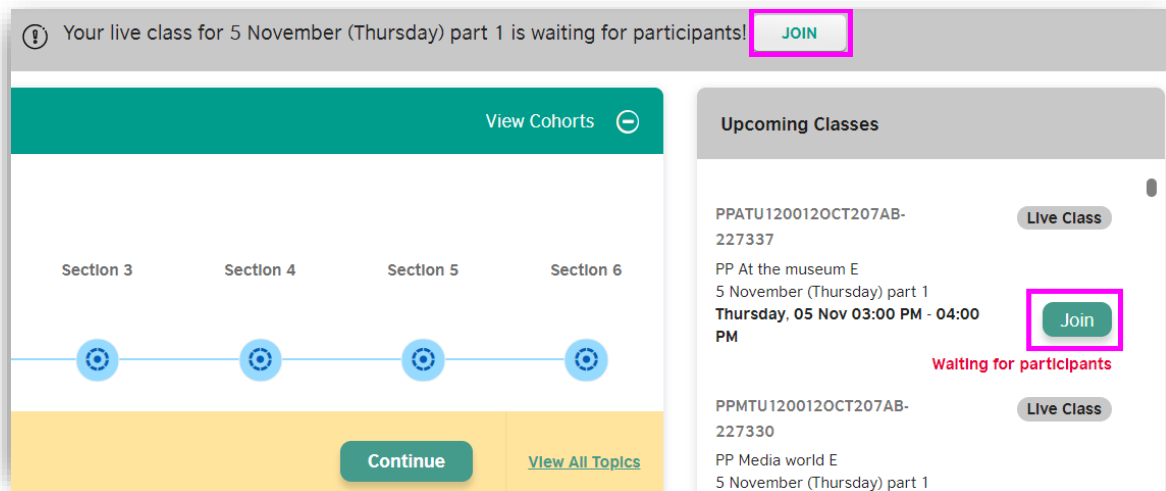 Your live class for 5 November (Thursday) part 1 is waiting for participants! JOIN
View Cohorts
Section 3 Section 4 Section 5 Section 6
Continue View All Topics
Upcoming Classes
PPATU120012OCT207AB-
227337
Live Class
PP At the museum E
5 November (Thursday) part 1
Thursday, 05 Nov 03:00 PM - 04:00
PM
Join
Waiting for participants
PPMTU120012OCT207AB-
227330
Live Class
PP Media world E
5 November (Thursday) part 1